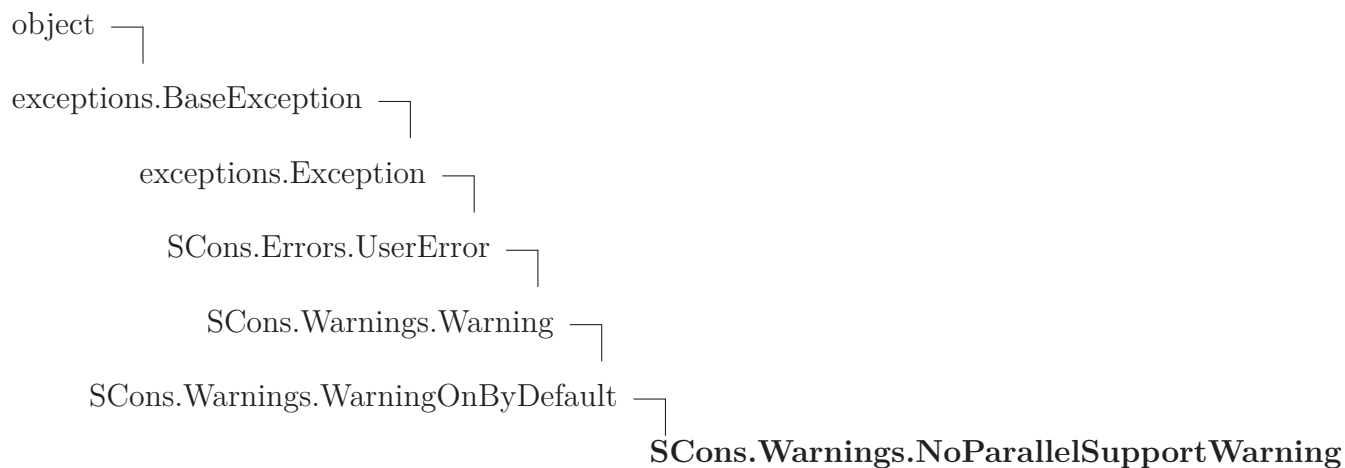 object
exceptions.BaseException
exceptions.Exception
SCons.Errors.UserError
SCons.Warnings.Warning
SCons.Warnings.WarningOnByDefault
SCons.Warnings.NoParallelSupportWarning